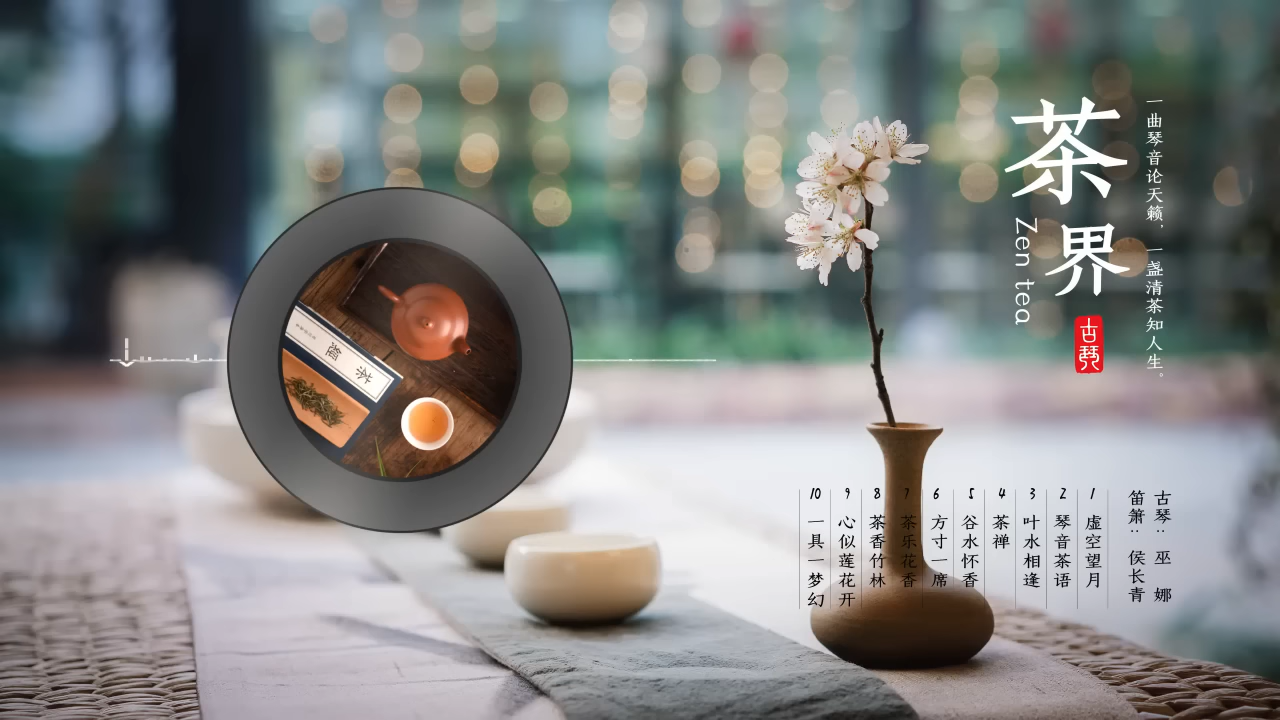 一曲琴音论天籁，一盏清茶知人生。
茶界
Zen tea
古琴
古琴：巫 娜
笛箫：侯长青
1 虚空望月
2 琴音茶语
3 叶水相逢
4 茶禅
5 谷水怀香
6 方寸一席
7 茶乐花香
8 茶香竹林
9 心似莲花开
10 一具一梦幻